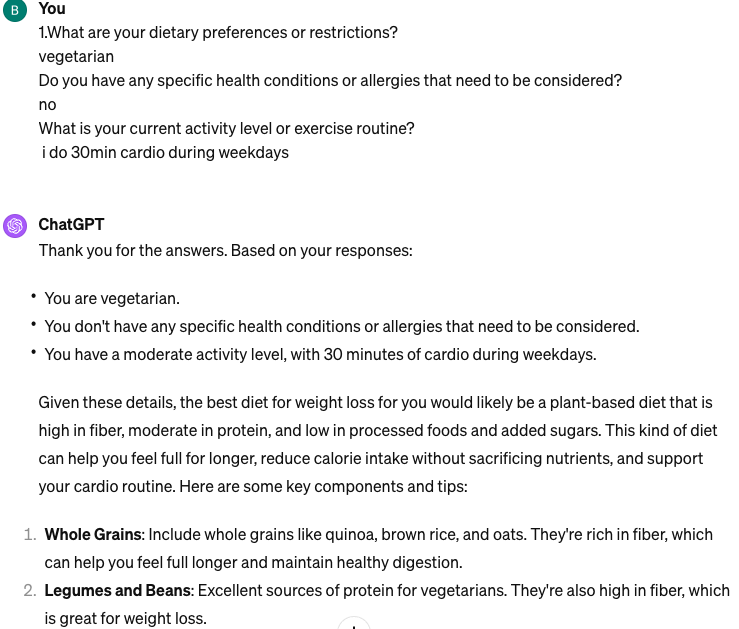 B
You
1.What are your dietary preferences or restrictions?
vegetarian
Do you have any specific health conditions or allergies that need to be considered?
no
What is your current activity level or exercise routine?
i do 30min cardio during weekdays
ChatGPT
Thank you for the answers. Based on your responses:
• You are vegetarian.
• You don't have any specific health conditions or allergies that need to be considered.
• You have a moderate activity level, with 30 minutes of cardio during weekdays.
Given these details, the best diet for weight loss for you would likely be a plant-based diet that is
high in fiber, moderate in protein, and low in processed foods and added sugars. This kind of diet
can help you feel full for longer, reduce calorie intake without sacrificing nutrients, and support
your cardio routine. Here are some key components and tips:
1. Whole Grains: Include whole grains like quinoa, brown rice, and oats. They're rich in fiber, which
can help you feel full longer and maintain healthy digestion.
2. Legumes and Beans: Excellent sources of protein for vegetarians. They're also high in fiber, which
is great for weight loss.